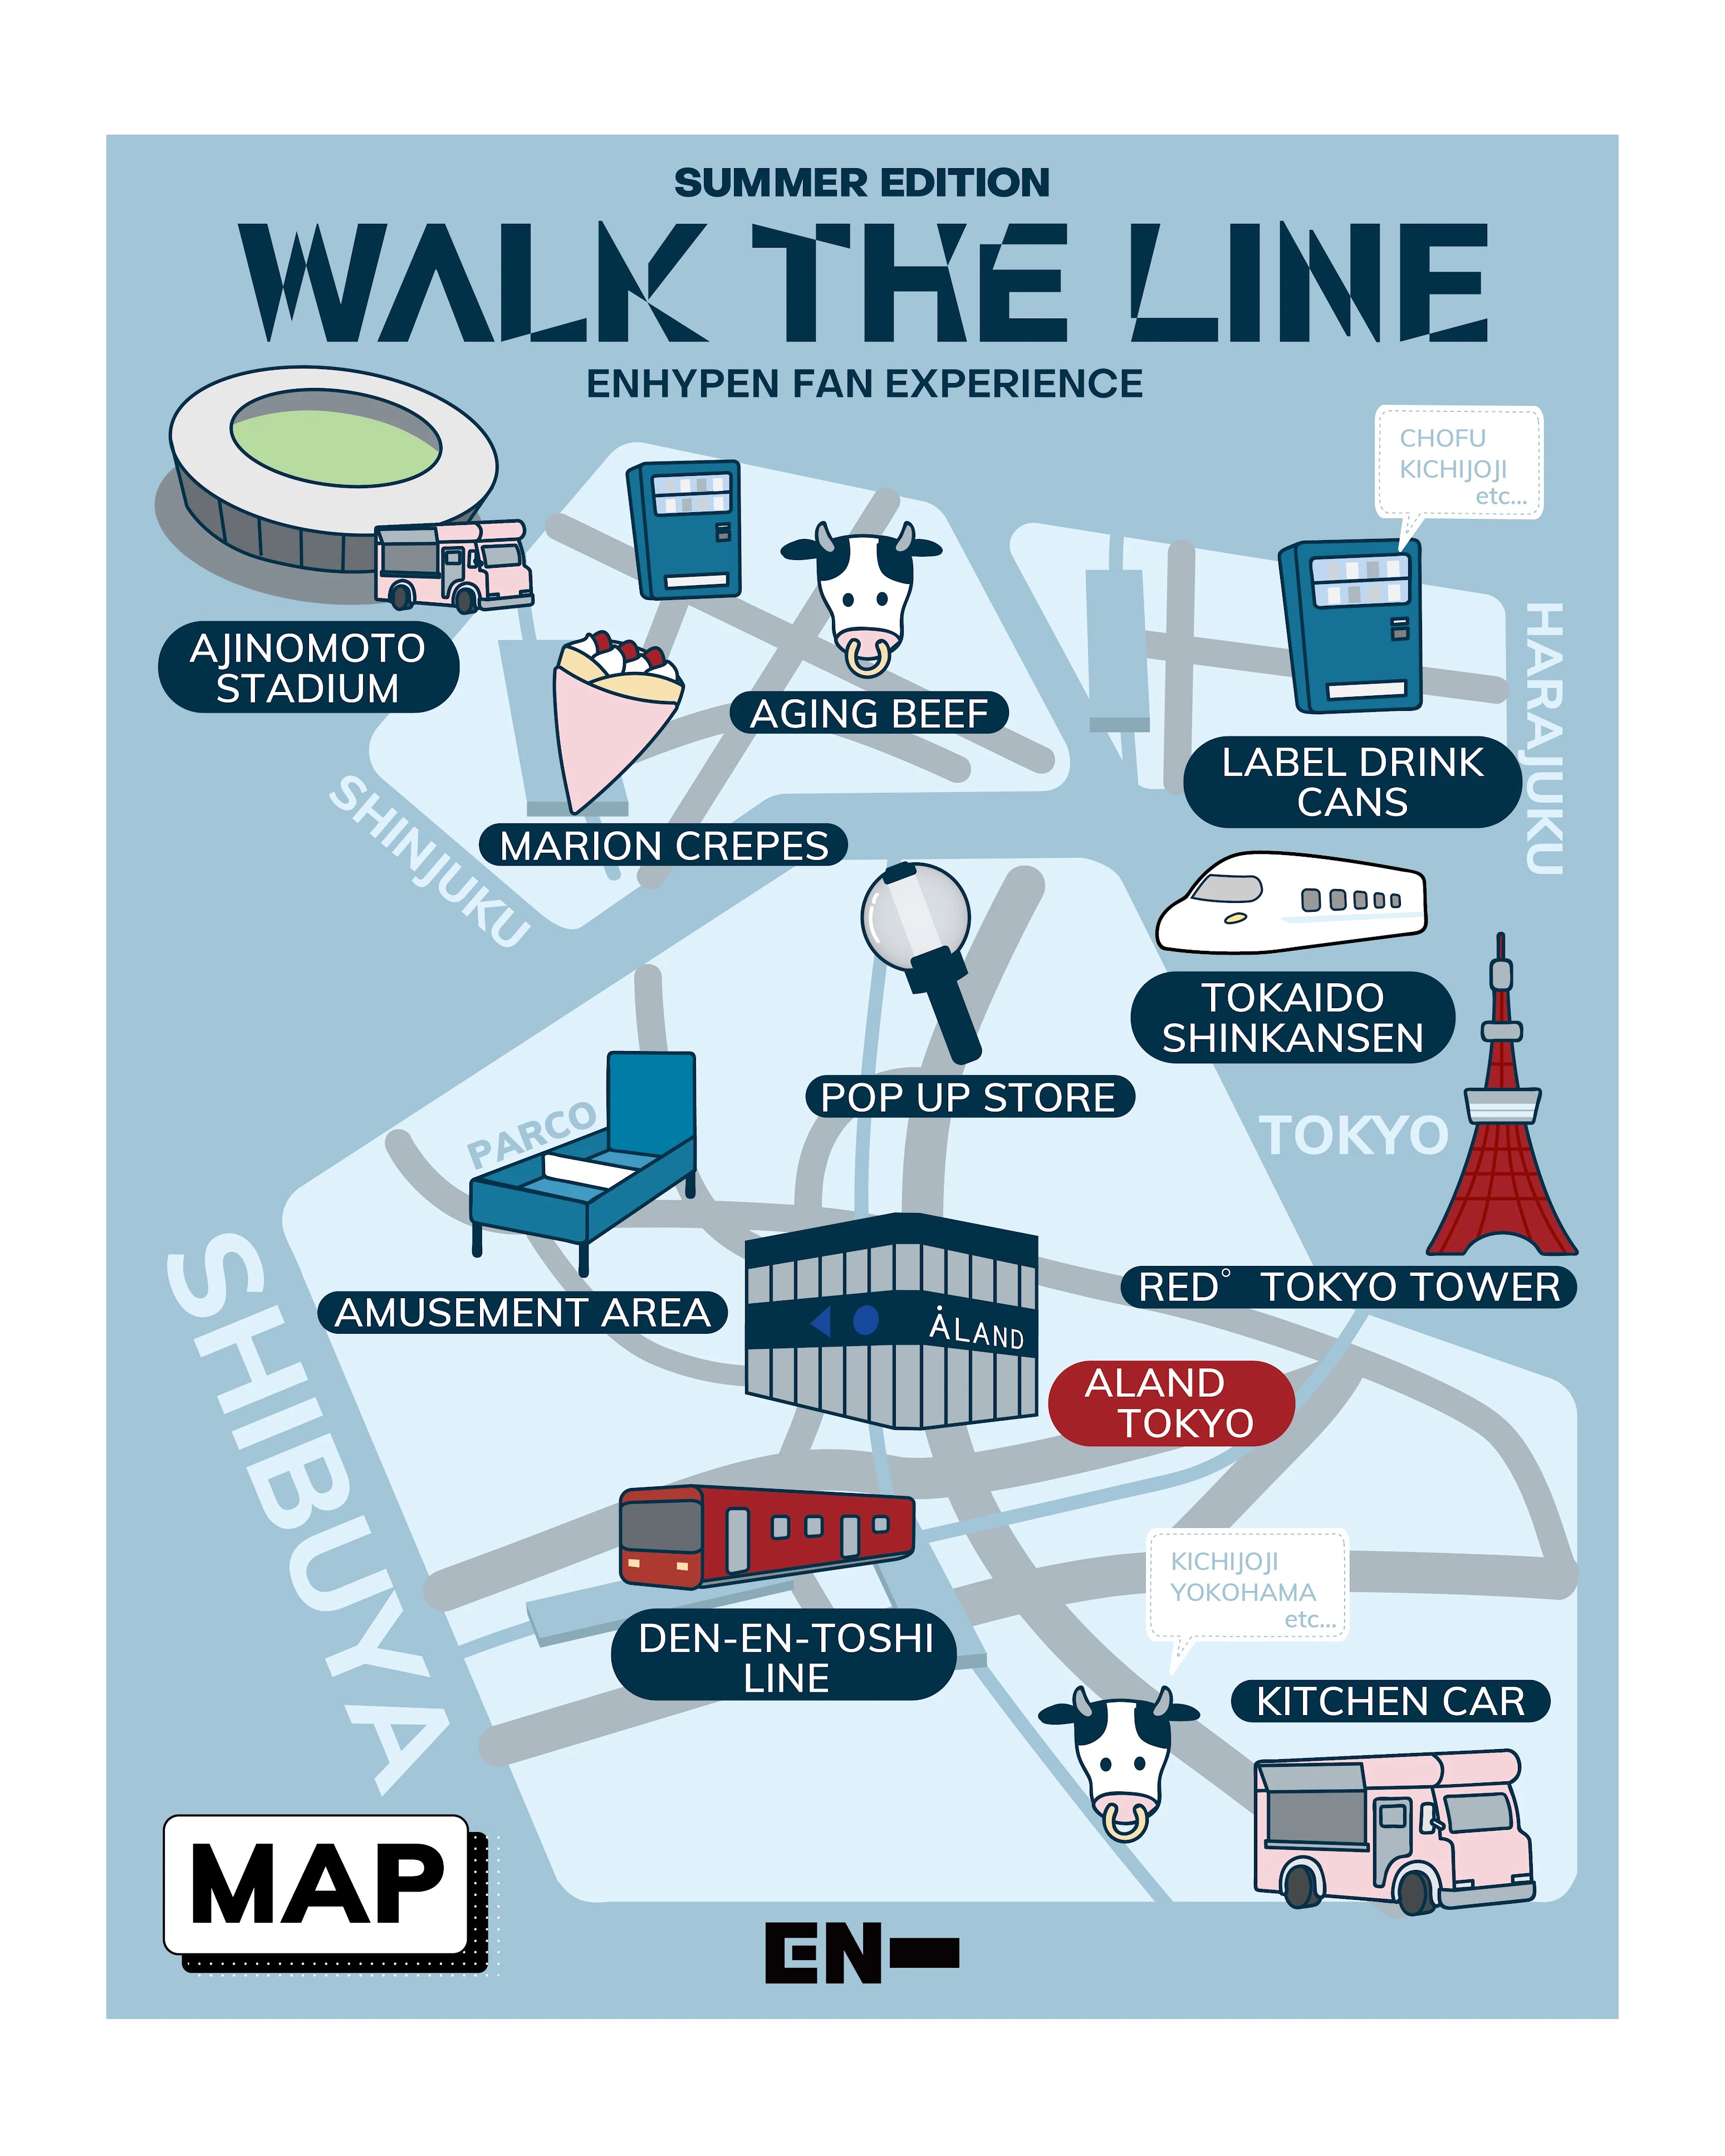 SUMMER EDITION
WALK THE LINE
ENHYPEN FAN EXPERIENCE
CHOFU
KICHIJOJI
etc...
AJINOMOTO
STADIUM
AGING BEEF
HARAJUKU
LABEL DRINK
CANS
SHINJUKU
MARION CREPES
TOKAIDO
SHINKANSEN
POP UP STORE
TOKYO
PARCO
SHIBUYA
AMUSEMENT AREA
RED° TOKYO TOWER
ÅLAND
ALAND
TOKYO
DEN-EN-TOSHI
LINE
KICHIJOJI
YOKOHAMA
etc...
KITCHEN CAR
MAP
EN-